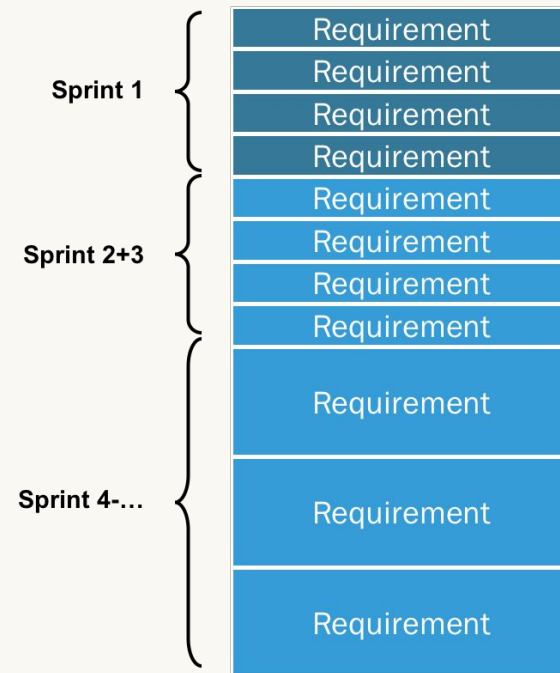 Requirement
Requirement
Sprint 1
Requirement
Requirement
Requirement
Requirement
Sprint 2+3
Requirement
Requirement
Requirement
Sprint 4-...
Requirement
Requirement